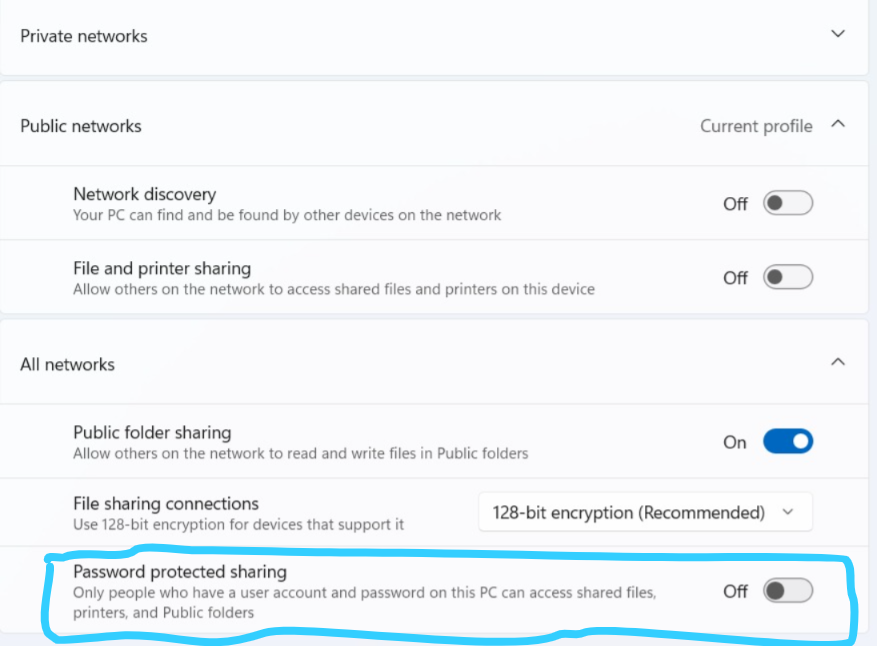 Private networks
Public networks
Current profile
Network discovery
Your PC can find and be found by other devices on the network
Off
File and printer sharing
Allow others on the network to access shared files and printers on this device
Off
All networks
Public folder sharing
Allow others on the network to read and write files in Public folders
On
File sharing connections
Use 128-bit encryption for devices that support it
128-bit encryption (Recommended)
Password protected sharing
Only people who have a user account and password on this PC can access shared files,
printers, and Public folders
Off